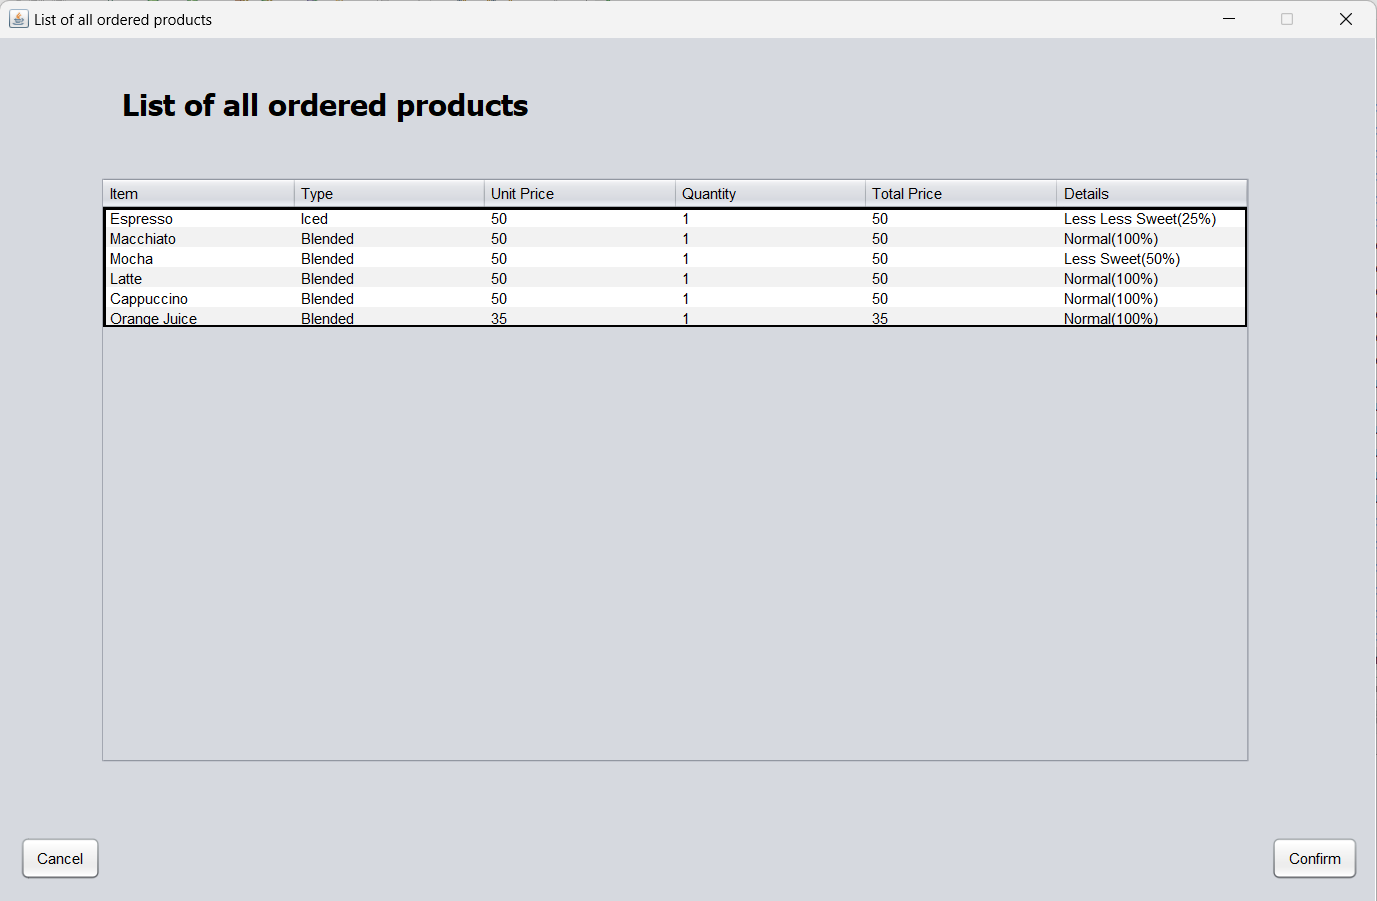 List of all ordered products
List of all ordered products
Item Type Unit Price Quantity Total Price Details
Espresso Iced 50 1 50 Less Less Sweet(25%)
Macchiato Blended 50 1 50 Normal(100%)
Mocha Blended 50 1 50 Less Sweet(50%)
Latte Blended 50 1 50 Normal(100%)
Cappuccino Blended 50 1 50 Normal(100%)
Orange Juice Blended 35 1 35 Normal(100%)
Cancel Confirm